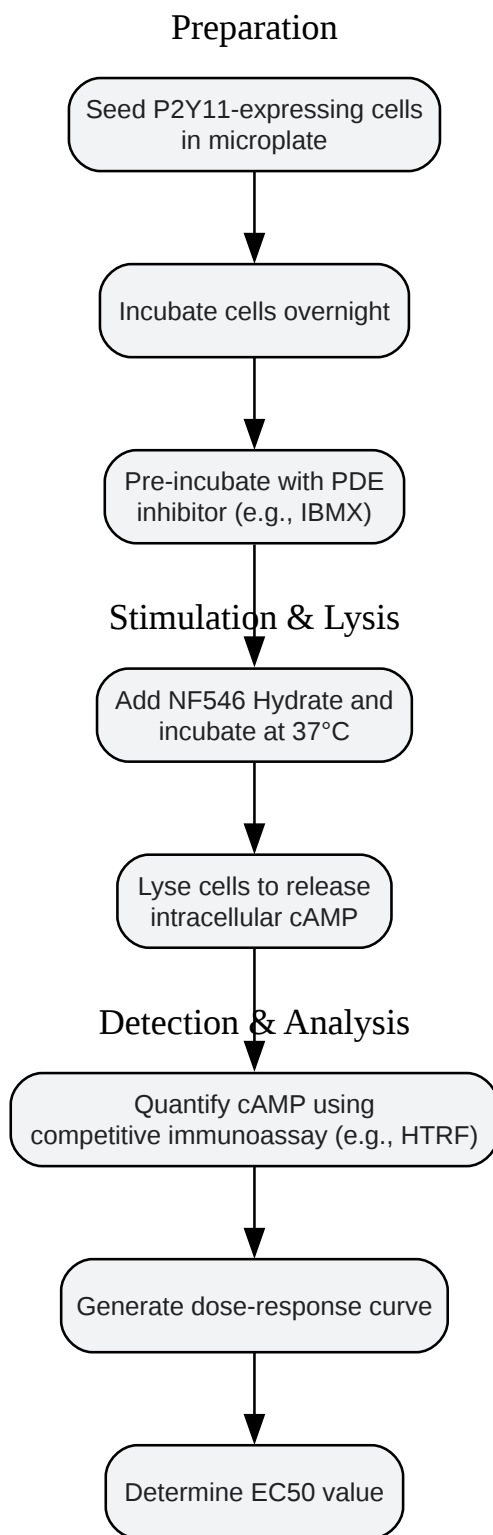 Preparation
Seed P2Y11-expressing cells
in microplate
Incubate cells overnight
Pre-incubate with PDE
inhibitor (e.g., IBMX)
Stimulation & Lysis
Add NF546 Hydrate and
incubate at 37°C
Lyse cells to release
intracellular cAMP
Detection & Analysis
Quantify cAMP using
competitive immunoassay (e.g., HTRF)
Generate dose-response curve
Determine EC50 value